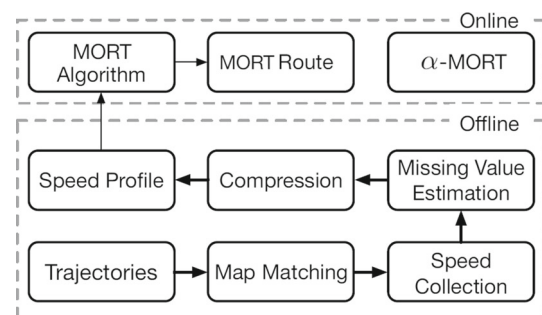 Online
MORT
Algorithm
MORT Route
α-MORT
Offline
Speed Profile
Compression
Missing Value
Estimation
Trajectories
Map Matching
Speed
Collection